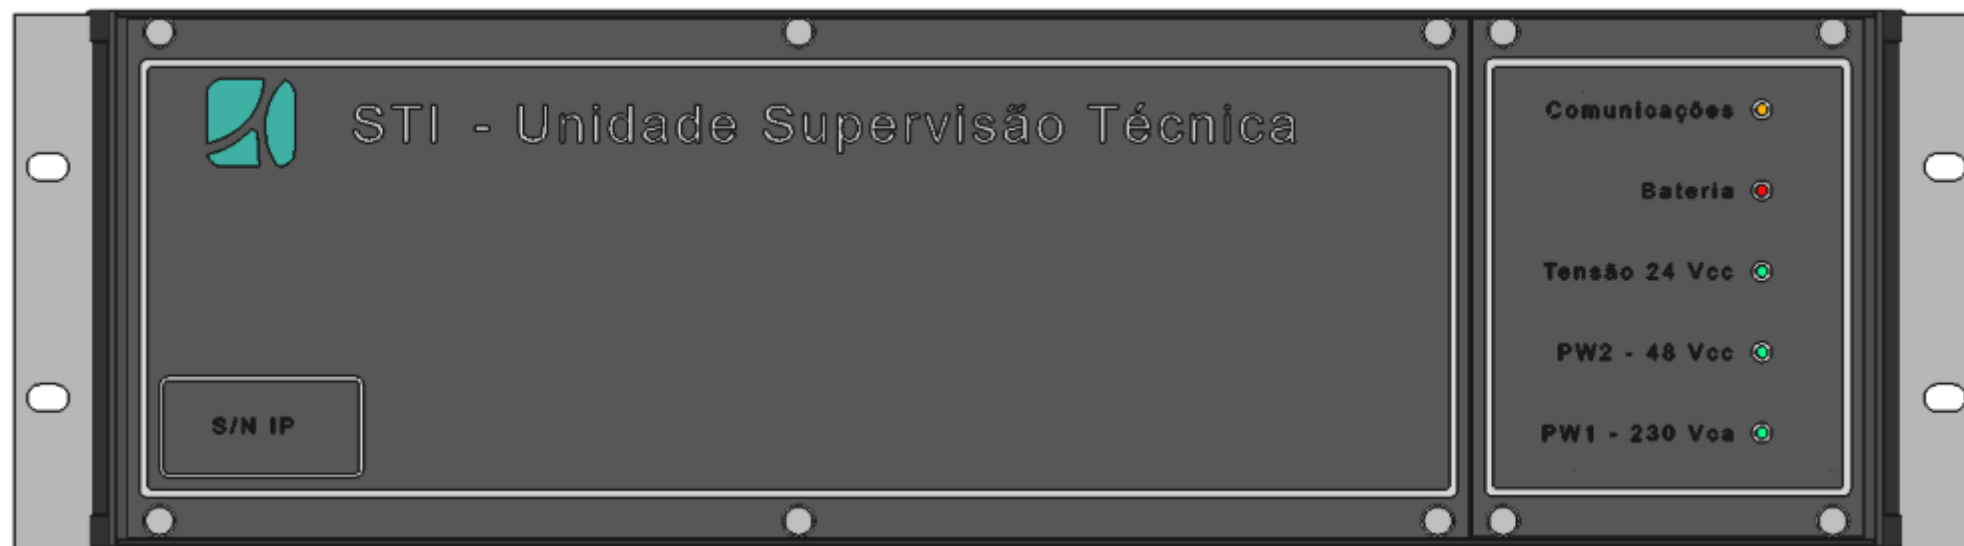 STI - Unidade Supervisão Técnica
S/N IP
Comunicações
Bateria
Tensão 24 Vcc
PW2 - 48 Vcc
PW1 - 230 Vca